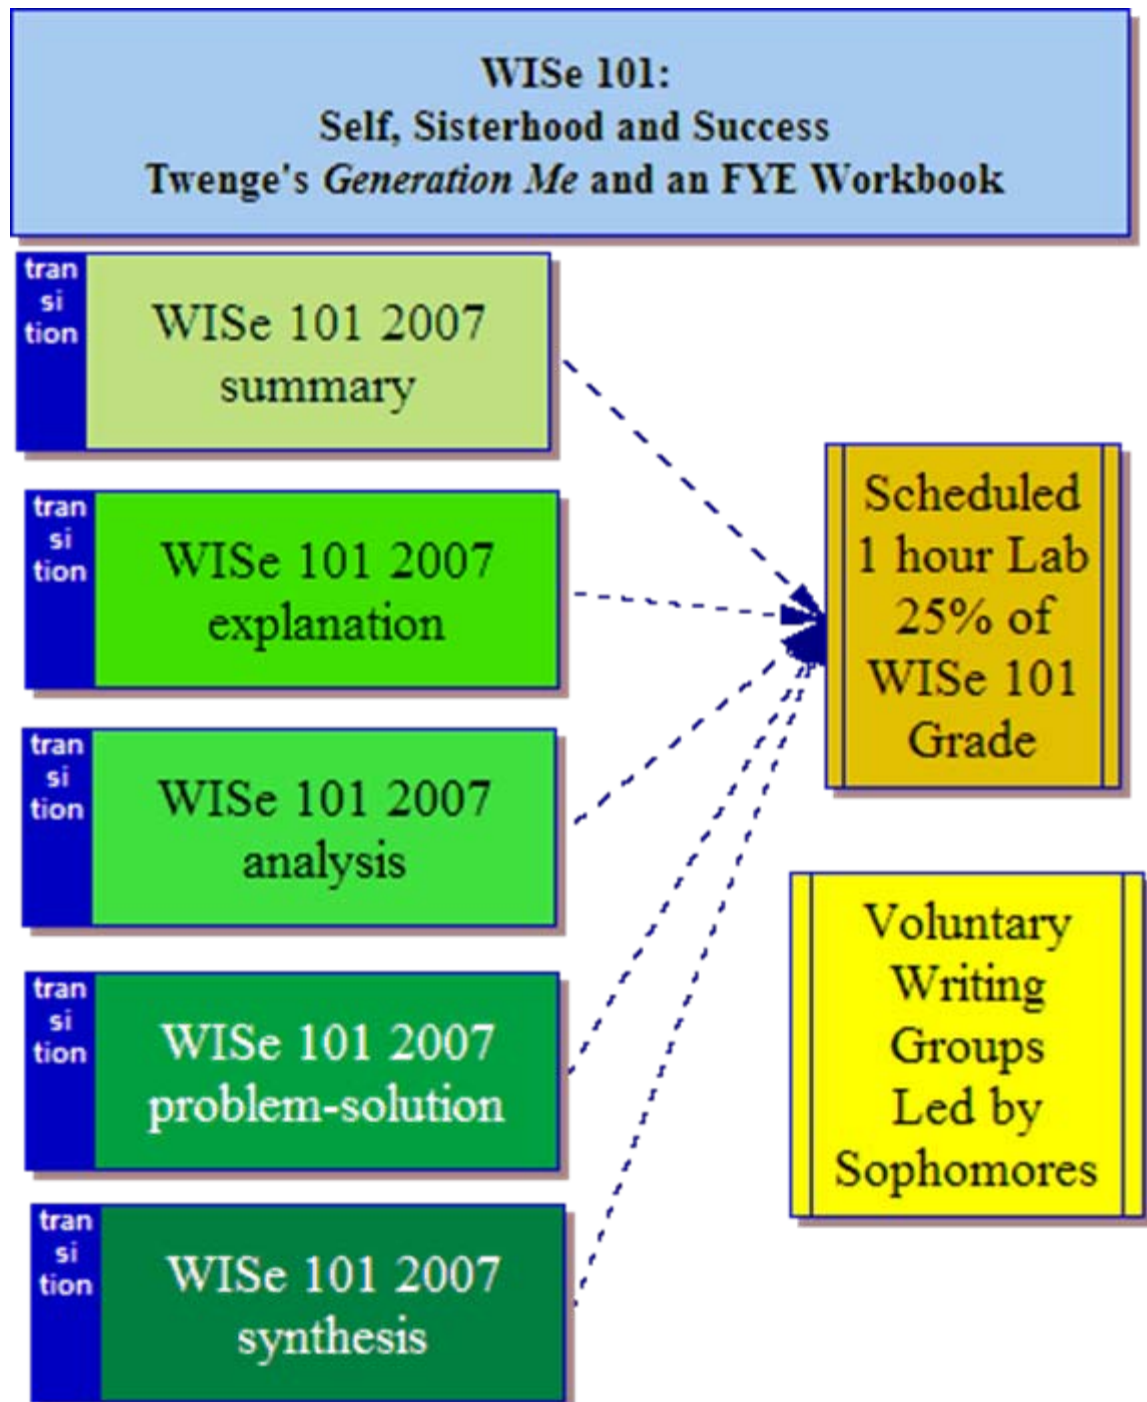 WISe 101:
Self, Sisterhood and Success
Twenge's Generation Me and an FYE Workbook
tran
si
tion
WISe 101 2007
summary
tran
si
tion
WISe 101 2007
explanation
tran
si
tion
WISe 101 2007
analysis
tran
si
tion
WISe 101 2007
problem-solution
tran
si
tion
WISe 101 2007
synthesis
Scheduled
1 hour Lab
25% of
WISe 101
Grade
Voluntary
Writing
Groups
Led by
Sophomores